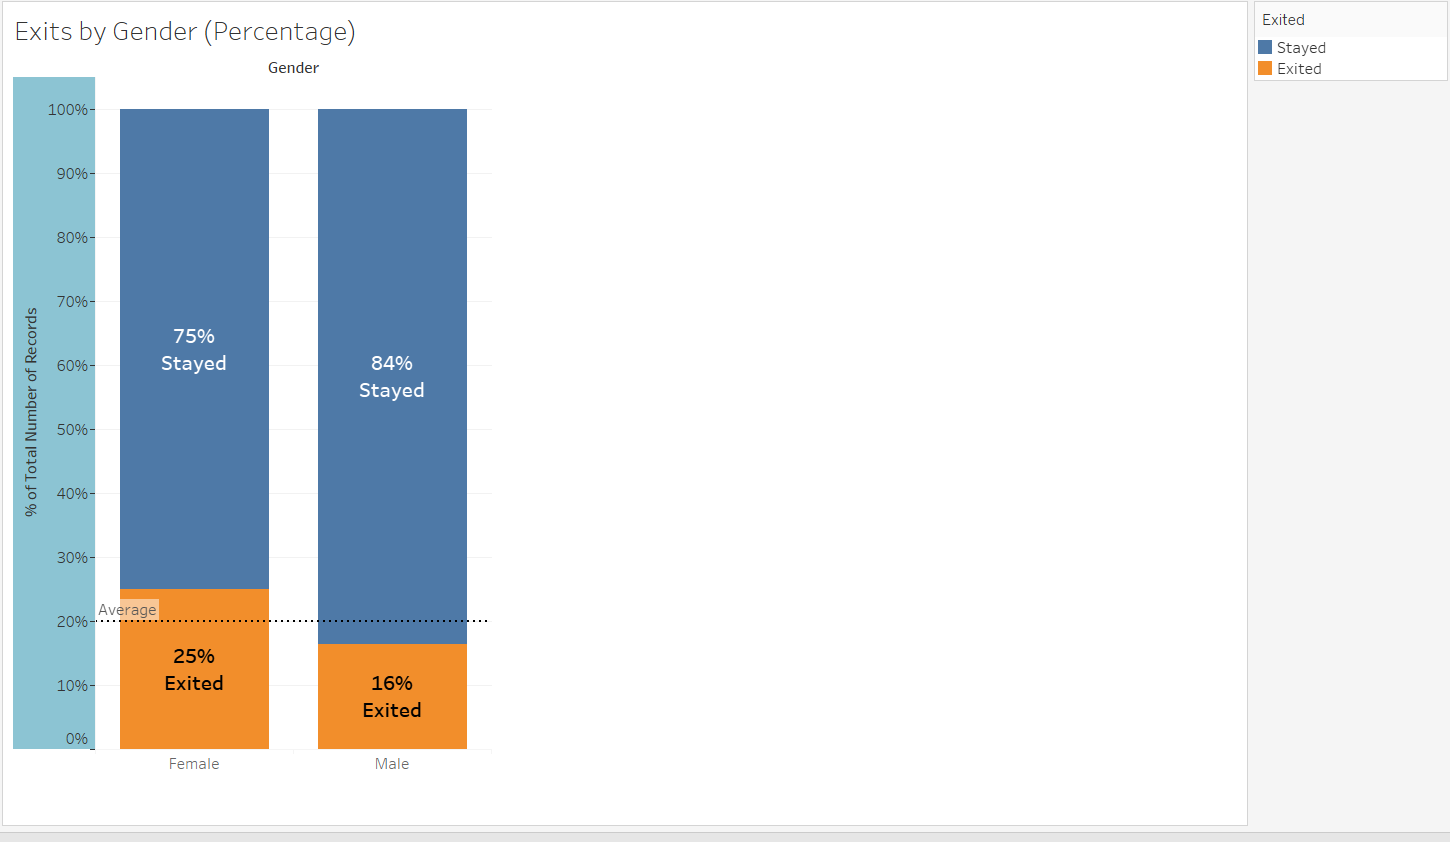 Exits by Gender (Percentage)
Gender
% of Total Number of Records
100%
90%
80%
70%
60%
50%
40%
30%
20%
10%
0%
75%
Stayed
84%
Stayed
Average
25%
Exited
16%
Exited
Female
Male
Exited
Stayed
Exited